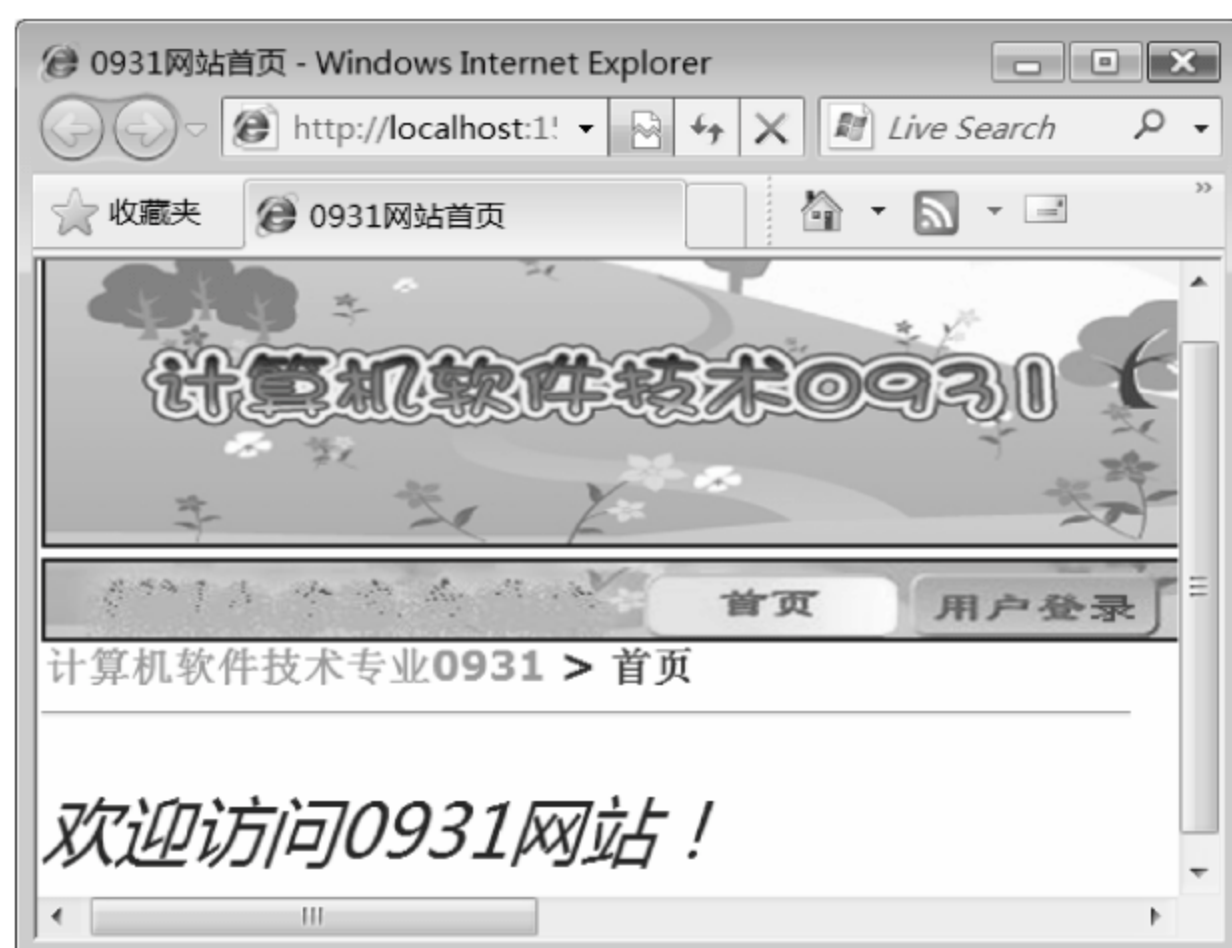 0931网站首页 - Windows Internet Explorer
http://localhost:1
Live Search
收藏夹
0931网站首页
计算机软件技术0931
首页 用户登录
计算机软件技术专业0931 > 首页
欢迎访问0931网站！